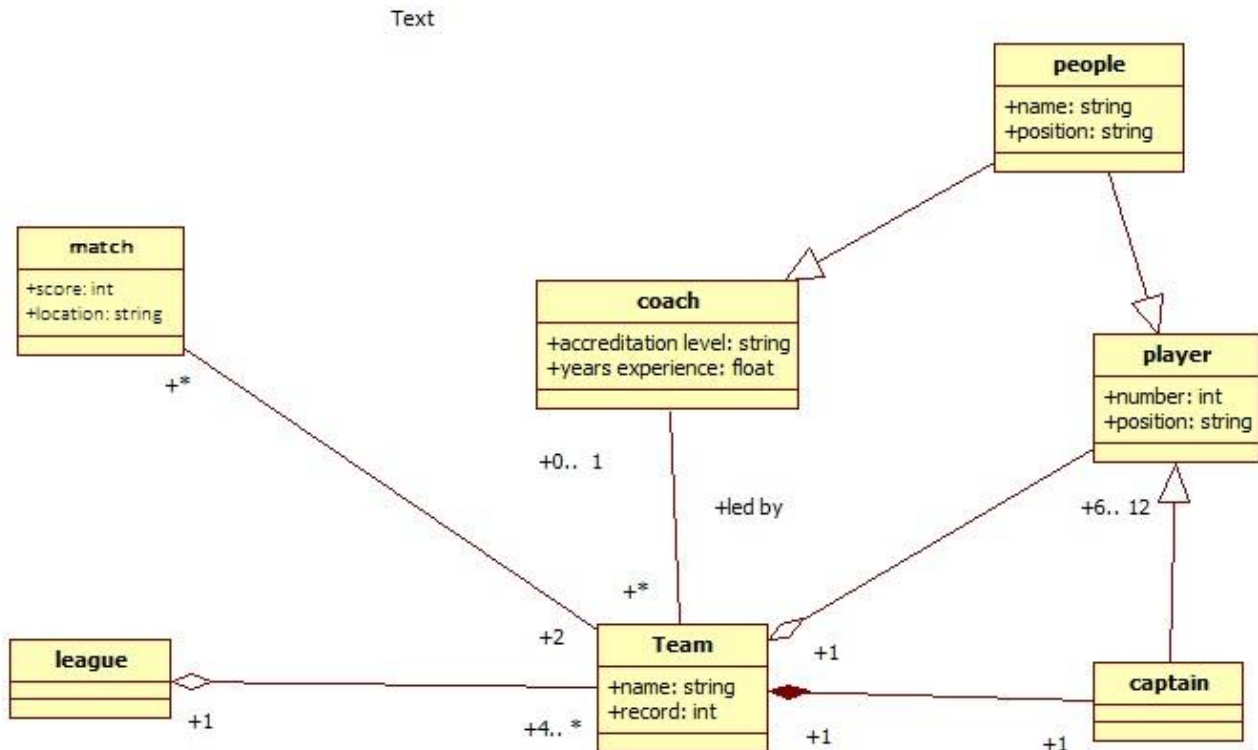 Text
people
+name: string
+position: string
match
+score: int
+location: string
coach
+accreditation level: string
+years experience: float
player
+number: int
+position: string
+*
+0.. 1
+led by
+6.. 12
+*
+2
Team
+name: string
+record: int
+1
league
+1
+4.. *
captain
+1
+1